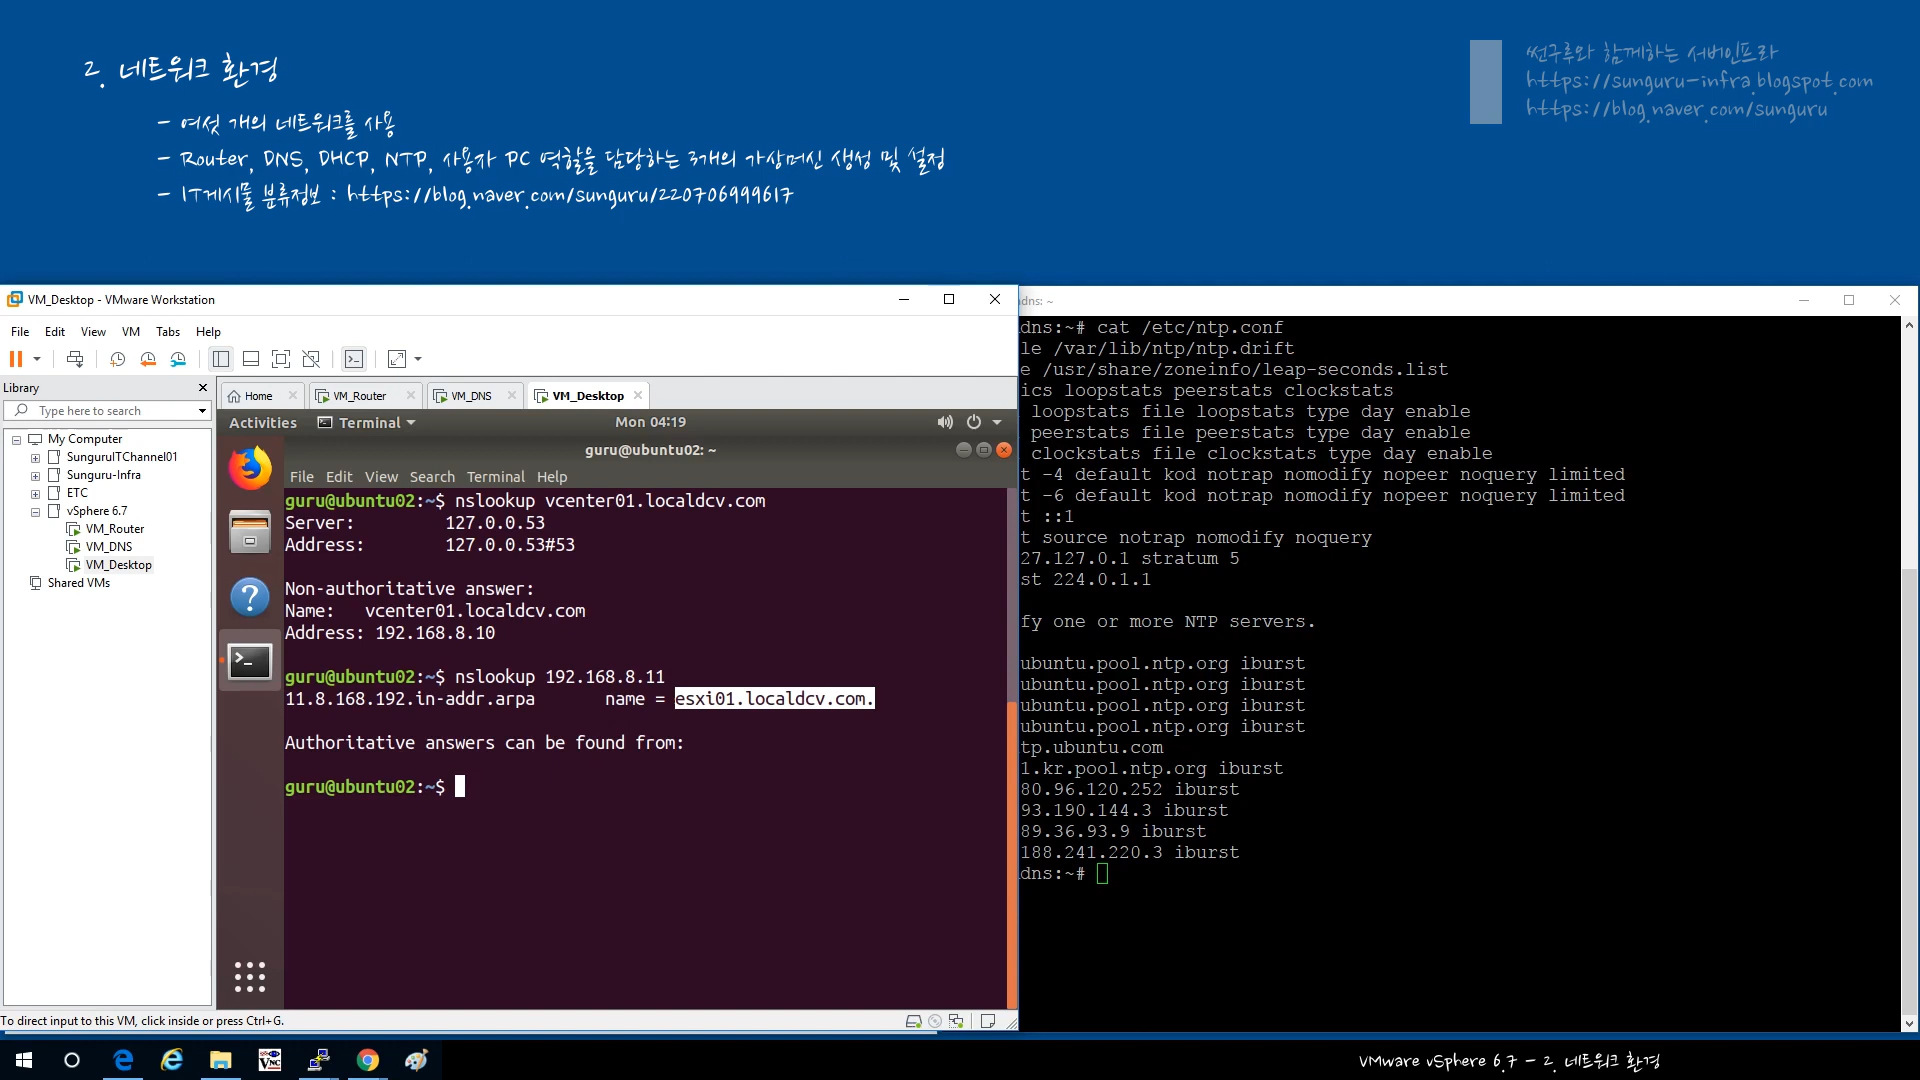 2. 네트워크 환경
- 여섯 개의 네트워크를 사용
- Router, DNS, DHCP, NTP, 사용자 PC 역할을 담당하는 3개의 가상머신 생성 및 설정
- IT게시물 분류정보 : https://blog.naver.com/sunguru/220706999617
썬구루와 함께하는 서버인프라
https://sunguru-infra.blogspot.com
https://blog.naver.com/sunguru
VM_Desktop - VMware Workstation
File Edit View VM Tabs Help
Library
Type here to search
My Computer
SunguruITChannel01
Sunguru-Infra
ETC
vSphere 6.7
VM_Router
VM_DNS
VM_Desktop
Shared VMs
Home
VM_Router
VM_DNS
VM_Desktop
Activities
Terminal
Mon 04:19
guru@ubuntu02: ~
File Edit View Search Terminal Help
guru@ubuntu02:~$ nslookup vcenter01.localdcv.com
Server: 127.0.0.53
Address: 127.0.0.53#53
Non-authoritative answer:
Name: vcenter01.localdcv.com
Address: 192.168.8.10
guru@ubuntu02:~$ nslookup 192.168.8.11
11.8.168.192.in-addr.arpa name = esxi01.localdcv.com.
Authoritative answers can be found from:
guru@ubuntu02:~$
To direct input to this VM, click inside or press Ctrl+G.
dns: ~
dns:~# cat /etc/ntp.conf
le /var/lib/ntp/ntp.drift
e /usr/share/zoneinfo/leap-seconds.list
ics loopstats peerstats clockstats
loopstats file loopstats type day enable
peerstats file peerstats type day enable
clockstats file clockstats type day enable
t -4 default kod notrap nomodify nopeer noquery limited
t -6 default kod notrap nomodify nopeer noquery limited
t ::1
t source notrap nomodify noquery
27.127.0.1 stratum 5
st 224.0.1.1
fy one or more NTP servers.
ubuntu.pool.ntp.org iburst
ubuntu.pool.ntp.org iburst
ubuntu.pool.ntp.org iburst
ubuntu.pool.ntp.org iburst
tp.ubuntu.com
1.kr.pool.ntp.org iburst
80.96.120.252 iburst
93.190.144.3 iburst
89.36.93.9 iburst
188.241.220.3 iburst
dns:~#
VMware vSphere 6.7 - 2. 네트워크 환경